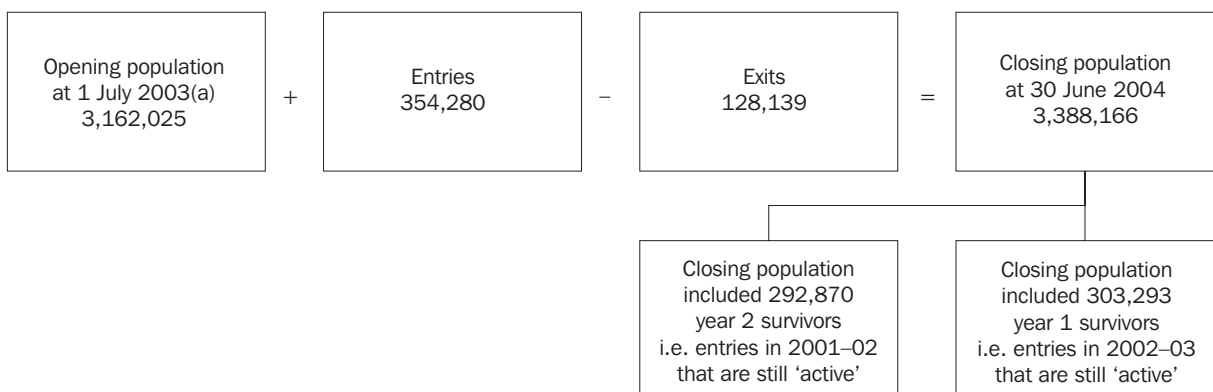 Opening population
at 1 July 2003(a)
3,162,025
+
Entries
354,280
–
Exits
128,139
=
Closing population
at 30 June 2004
3,388,166
Closing population
included 292,870
year 2 survivors
i.e. entries in 2001–02
that are still ‘active’
Closing population
included 303,293
year 1 survivors
i.e. entries in 2002–03
that are still ‘active’